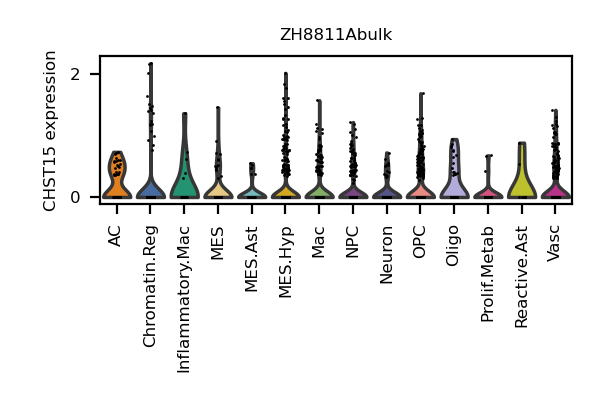 ZH8811Abulk
CHST15 expression
2
0
AC
Chromatin.Reg
Inflammatory.Mac
MES
MES.Ast
MES.Hyp
Mac
NPC
Neuron
OPC
Oligo
Prolif.Metab
Reactive.Ast
Vasc